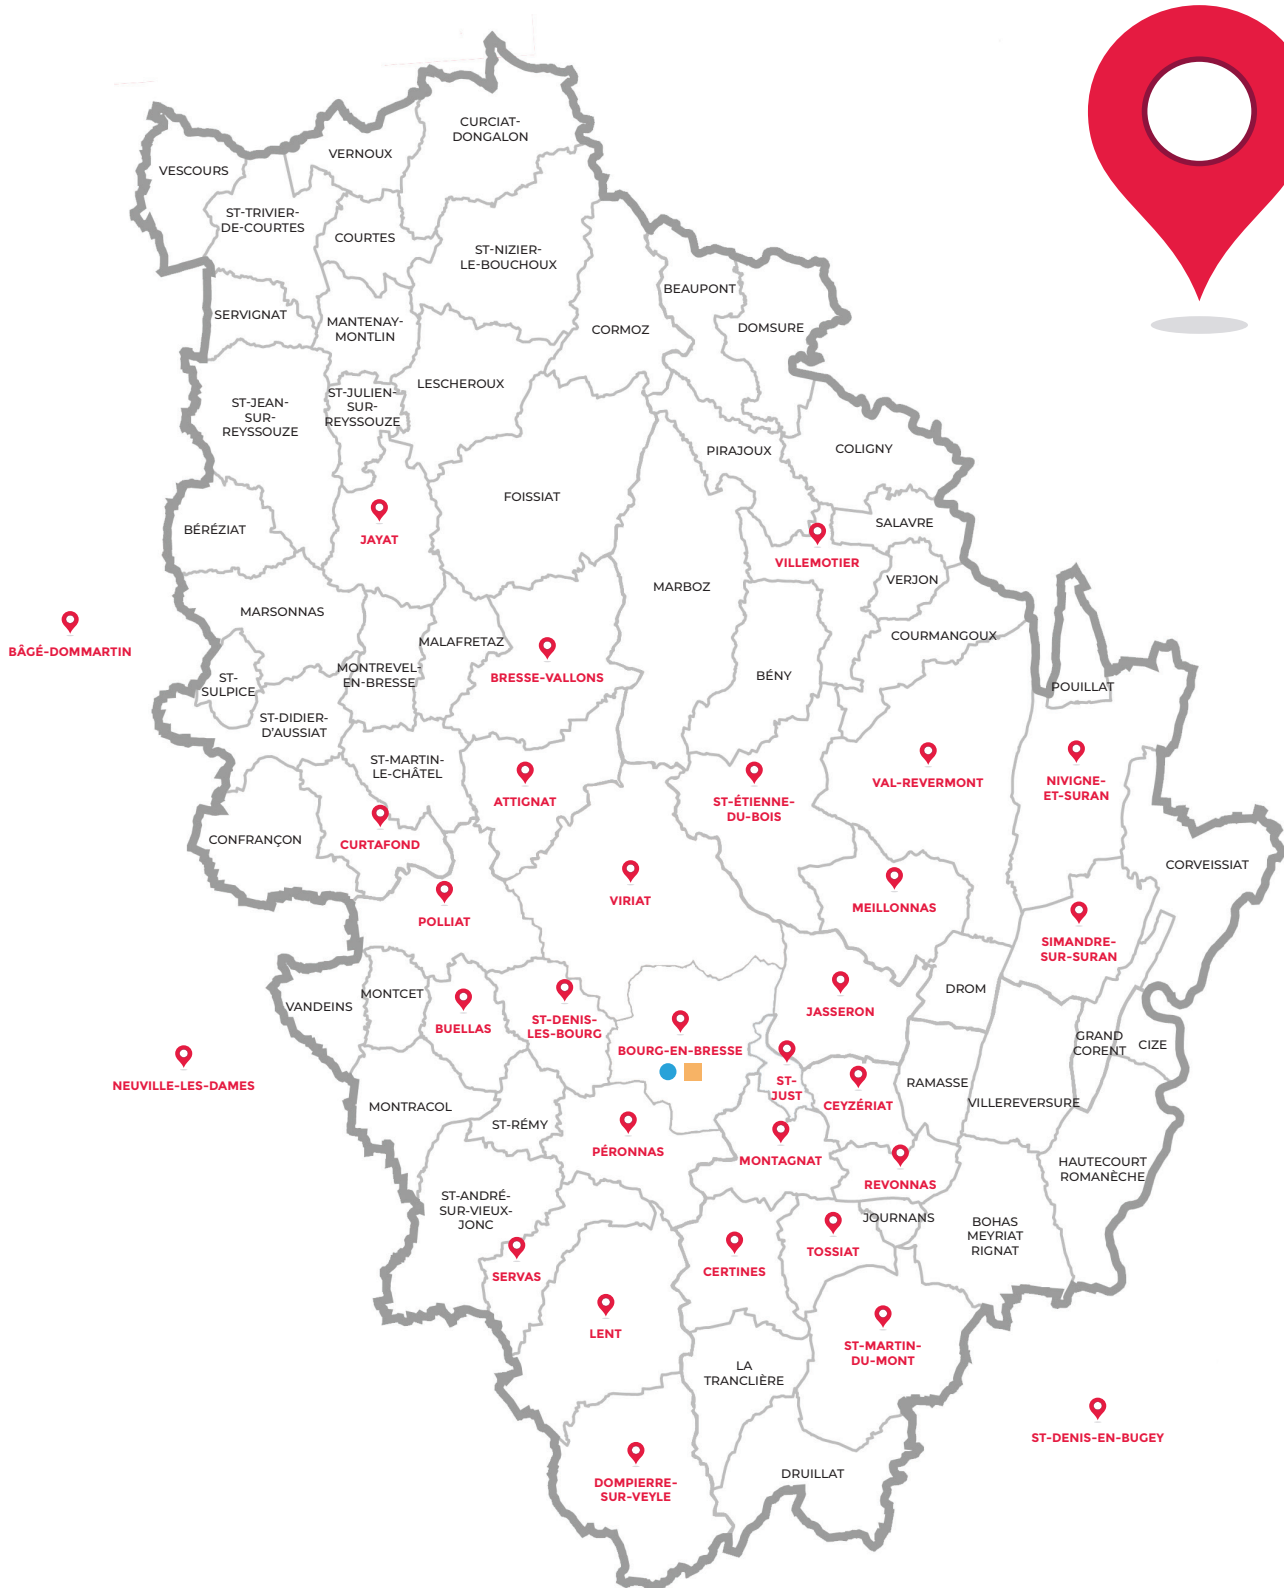 CURCIAT-
DONGALON
VERNOUX
VESCOURS
ST-TRIVIER-
DE-COURTES
COURTES
ST-NIZIER-
LE-BOUCHOUX
BEAUPONT
SERVIGNAT
MANTENAY-
MONTLIN
CORMOZ
DOMSURE
LESCHEROUX
ST-JEAN-
SUR-
REYSSOUZE
ST-JULIEN-
SUR-
REYSSOUZE
PIRAJOUX
COLIGNY
FOISSIAT
BÉRÉZIAT
JAYAT
SALAVRE
VILLEMOTIER
VERJON
MARBOZ
MARSONNAS
BÂGÉ-DOMMARTIN
MALAFRETAZ
COURMANGOUX
ST-
SULPICE
MONTREVEL-
EN-BRESSE
BRESSE-VALLONS
BÉNY
POUILLAT
ST-DIDIER-
D'AUSSIAT
ST-MARTIN-
LE-CHÂTEL
ATTIGNAT
ST-ÉTIENNE-
DU-BOIS
VAL-REVERMONT
NIVIGNE-
ET-SURAN
CONFRANÇON
CURTAFOND
CORVEISSIAT
VIRIAT
MEILLONNAS
POLLIAT
SIMANDRE-
SUR-SURAN
VANDEINS
MONTCET
BUELLAS
ST-DENIS-
LES-BOURG
BOURG-EN-BRESSE
JASSERON
DROM
GRAND
CORENT
CIZE
NEUVILLE-LES-DAMES
ST-
JUST
CEYZÉRIAT
RAMASSE
VILLEREVERSURE
MONTRACOL
ST-RÉMY
PÉRONNAS
MONTAGNAT
REVONNAS
HAUTECOURT
ROMANÈCHE
ST-ANDRÉ-
SUR-VIEUX-
JONC
JOURNANS
BOHAS
MEYRIAT
RIGNAT
SERVAS
CERTINES
TOSSIAT
LENT
ST-MARTIN-
DU-MONT
LA
TRANCLIÈRE
ST-DENIS-EN-BUGEY
DOMPIERRE-
SUR-VEYLE
DRUILLAT